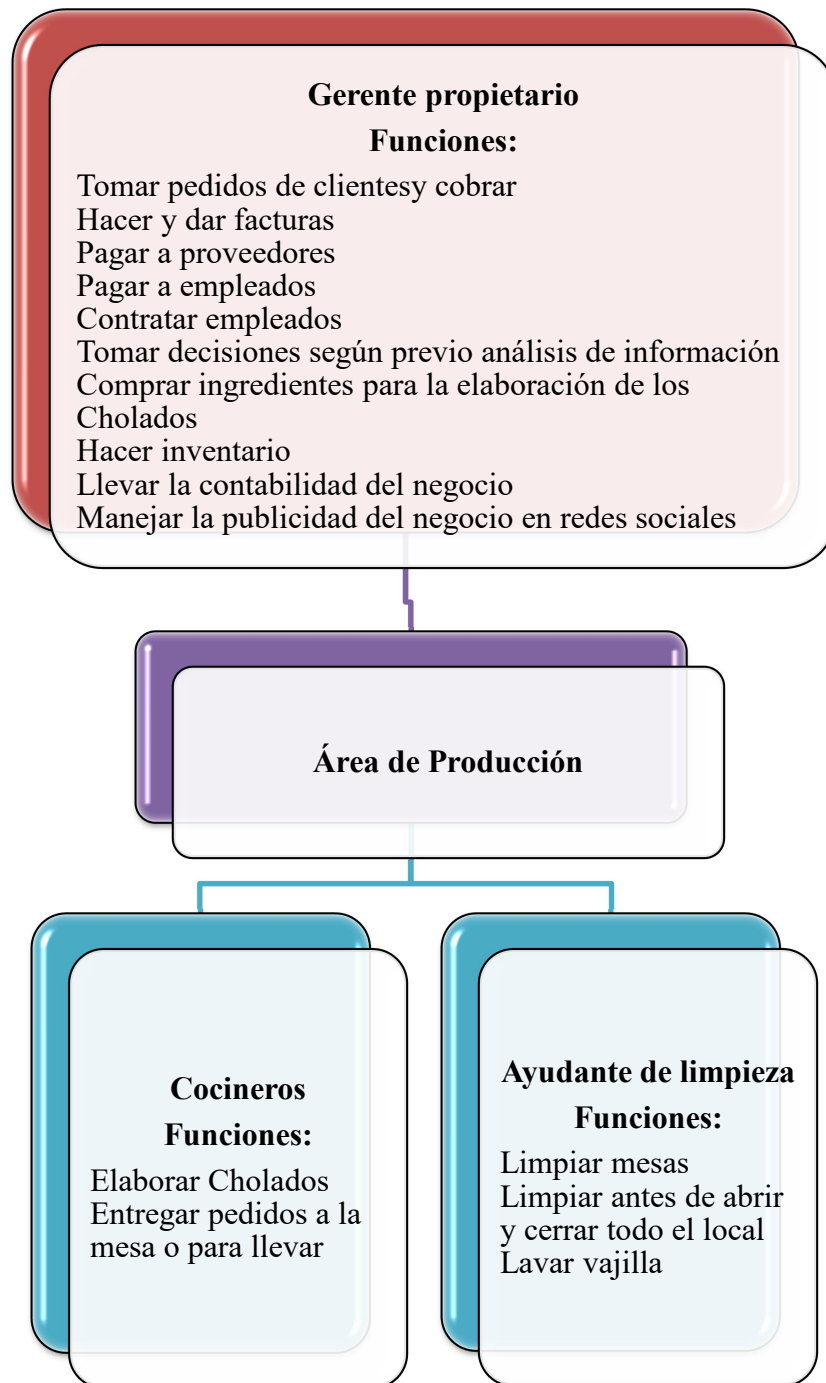 Gerente propietario
Funciones:
Tomar pedidos de clientesy cobrar
Hacer y dar facturas
Pagar a proveedores
Pagar a empleados
Contratar empleados
Tomar decisiones según previo análisis de información
Comprar ingredientes para la elaboración de los
Cholados
Hacer inventario
Llevar la contabilidad del negocio
Manejar la publicidad del negocio en redes sociales
Área de Producción
Cocineros
Funciones:
Elaborar Cholados
Entregar pedidos a la
mesa o para llevar
Ayudante de limpieza
Funciones:
Limpiar mesas
Limpiar antes de abrir
y cerrar todo el local
Lavar vajilla